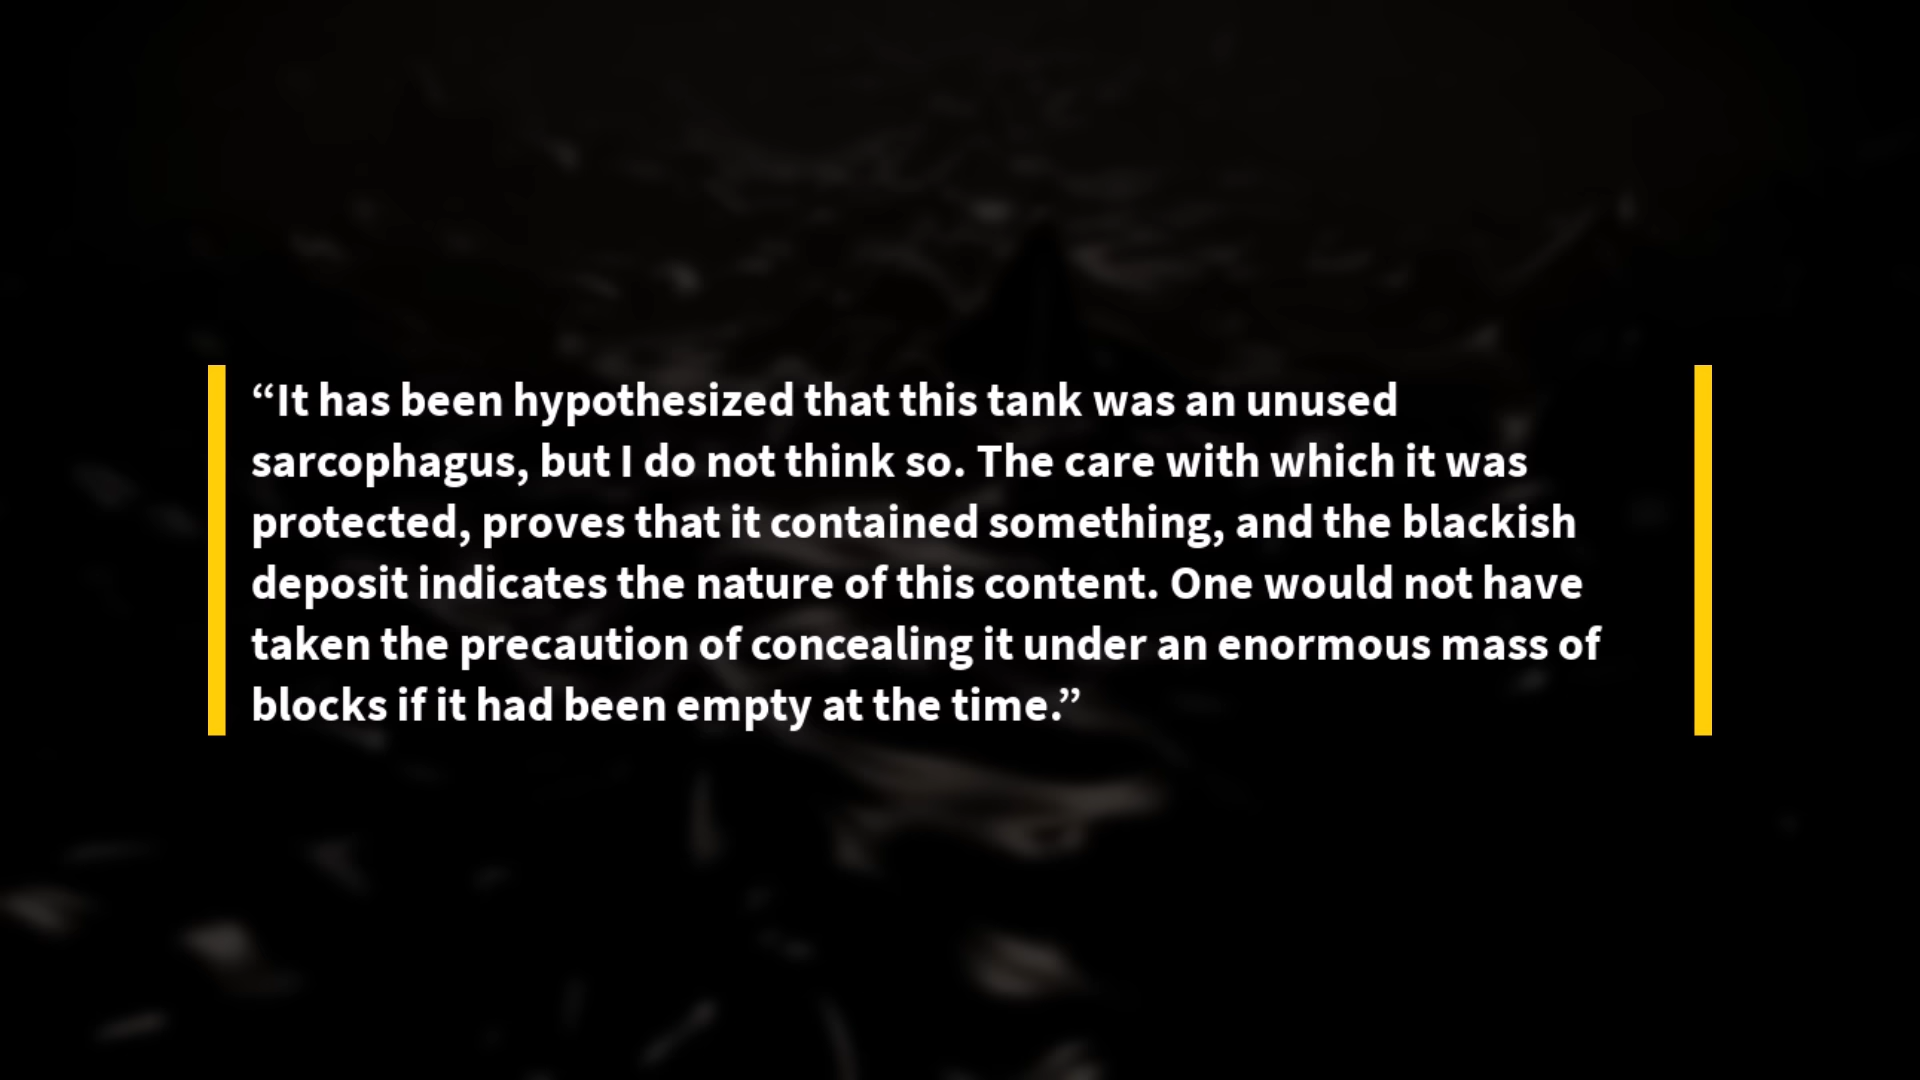 “It has been hypothesized that this tank was an unused
sarcophagus, but I do not think so. The care with which it was
protected, proves that it contained something, and the blackish
deposit indicates the nature of this content. One would not have
taken the precaution of concealing it under an enormous mass of
blocks if it had been empty at the time.”